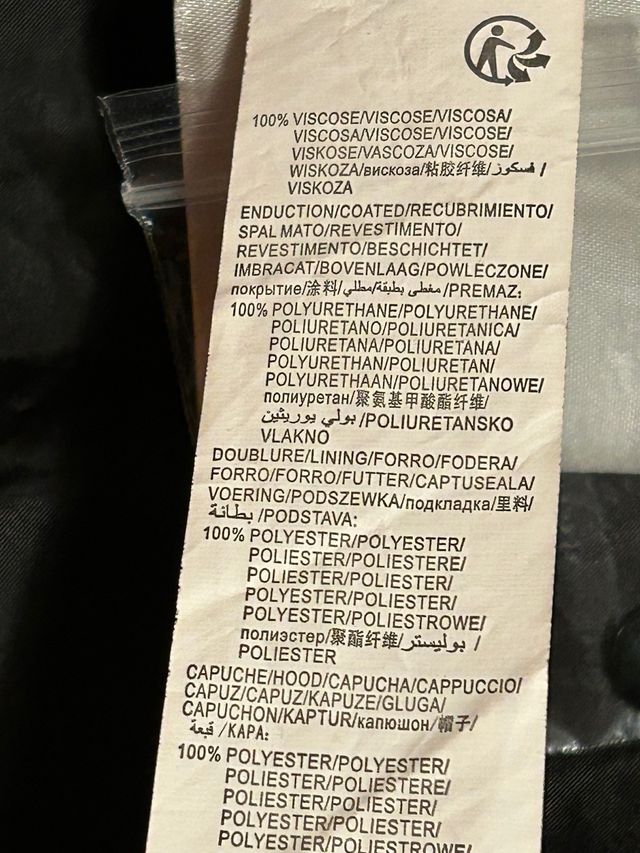 100% VISCOSE/VISCOSE/VISCOSA/
VISCOSA/VISCOSE/VISCOSE/
VISKOSE/VASCOZA/VISCOSE/
WISKOZA/вискоза/粘胶纤维/فسكوز/
VISKOZA
ENDUCTION/COATED/RECUBRIMIENTO/
SPAL MATO/REVESTIMENTO/
REVESTIMENTO/BESCHICHTET/
IMBRACAT/BOVENLAAG/POWLECZONE/
покрытие/涂料/مغطى بطبقة/مطلي/PREMAZ:
100% POLYURETHANE/POLYURETHANE/
POLIURETANO/POLIURETANICA/
POLIURETANA/POLIURETANA/
POLYURETHAN/POLIURETAN/
POLYURETHAAN/POLIURETANOWE/
полиуретан/聚氨基甲酸酯纤维/
بولي يوريثين/POLIURETANSKO
VLAKNO
DOUBLURE/LINING/FORRO/FODERA/
FORRO/FORRO/FUTTER/CAPTUSEALA/
VOERING/PODSZEWKA/подкладка/里料/
بطانة/PODSTAVA:
100% POLYESTER/POLYESTER/
POLIESTER/POLIESTERE/
POLIESTER/POLIESTER/
POLYESTER/POLIESTER/
POLYESTER/POLIESTROWE/
полиэстер/聚酯纤维/بوليستر/
POLIESTER
CAPUCHE/HOOD/CAPUCHA/CAPPUCCIO/
CAPUZ/CAPUZ/KAPUZE/GLUGA/
CAPUCHON/KAPTUR/капюшон/帽子/
قبعة/KAPA:
100% POLYESTER/POLYESTER/
POLIESTER/POLIESTERE/
POLIESTER/POLIESTER/
POLYESTER/POLIESTER/
POLYESTER/POLIESTROWE/